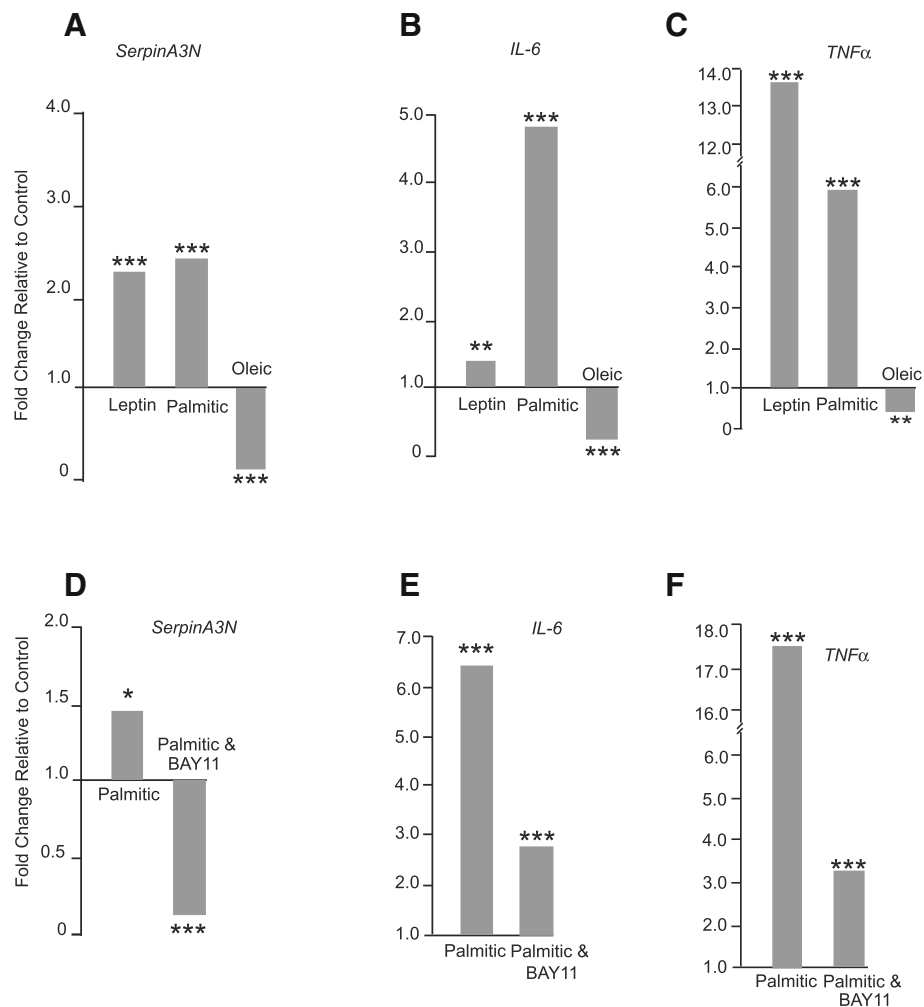 A
SerpinA3N
Fold Change Relative to Control
4.0
3.0
2.0
1.0
0
***
***
Oleic
Leptin
Palmitic
***
B
IL-6
5.0
4.0
3.0
2.0
1.0
0
***
**
Oleic
Leptin
Palmitic
***
C
TNFα
14.0
13.0
12.0
6.0
5.0
4.0
3.0
2.0
1.0
0
***
***
Oleic
Leptin
Palmitic
**
D
SerpinA3N
Fold Change Relative to Control
2.0
1.5
1.0
0.5
0
*
Palmitic &
BAY11
Palmitic
***
E
IL-6
7.0
6.0
5.0
4.0
3.0
2.0
1.0
***
***
Palmitic
Palmitic &
BAY11
F
TNFα
18.0
17.0
16.0
6.0
5.0
4.0
3.0
2.0
1.0
***
***
Palmitic
Palmitic &
BAY11